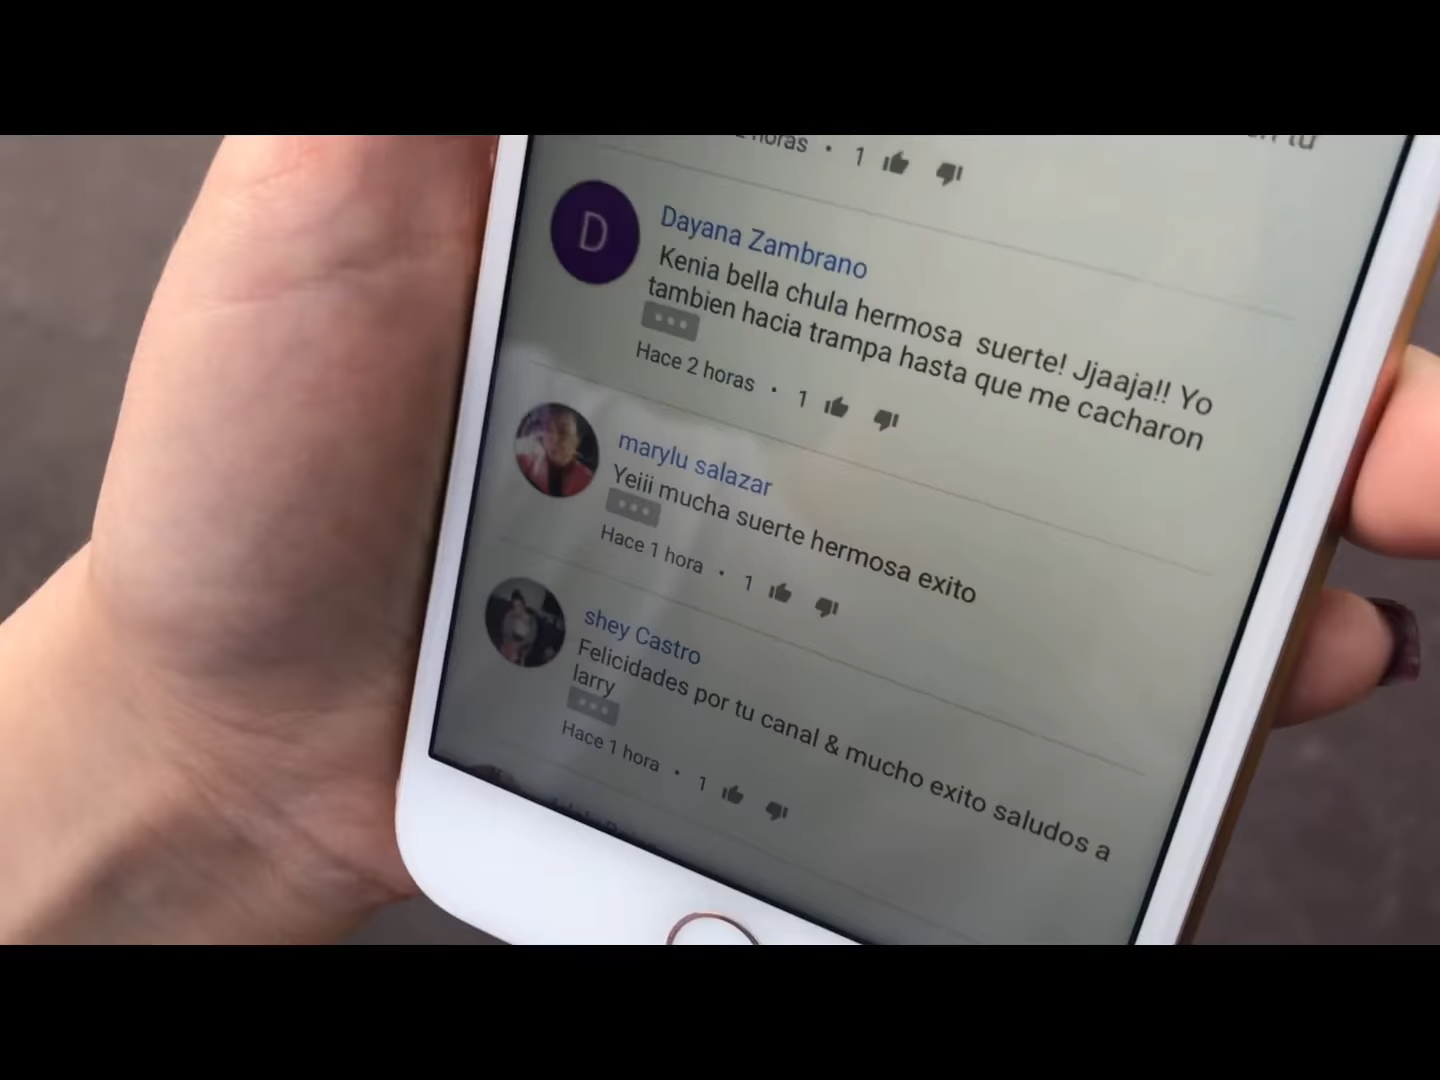 en tu
horas • 1
D
Dayana Zambrano
Kenia bella chula hermosa suerte! Jjaaja!! Yo
tambien hacia trampa hasta que me cacharon
Hace 2 horas • 1
marylu salazar
Yeiii mucha suerte hermosa exito
Hace 1 hora • 1
shey Castro
Felicidades por tu canal & mucho exito saludos a
larry
Hace 1 hora • 1